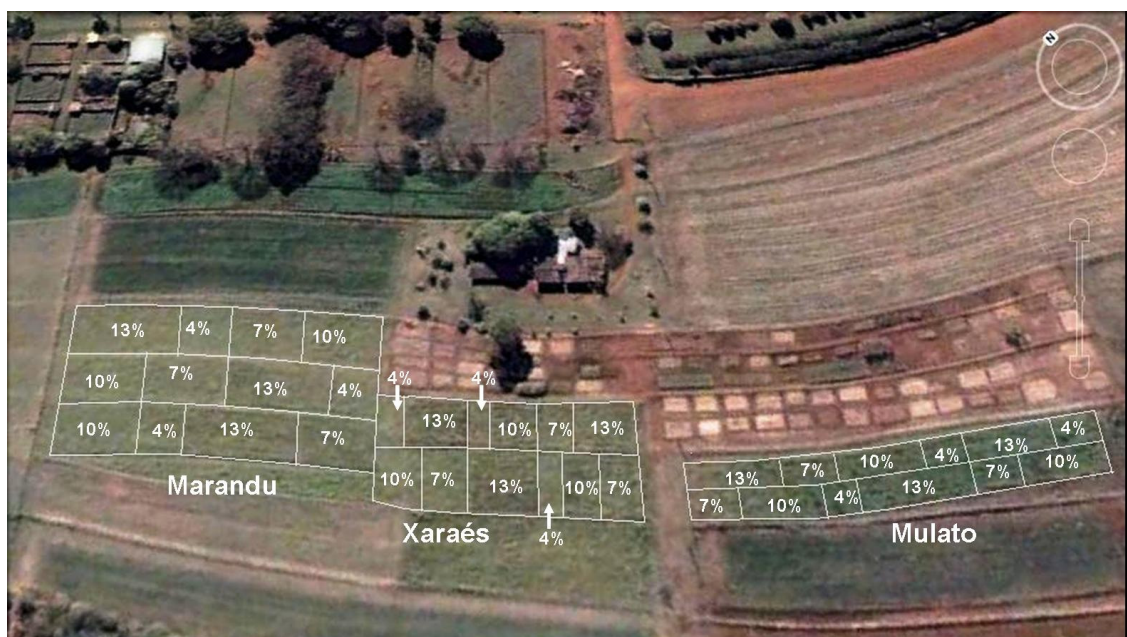 N
13% 4% 7% 10%
10% 7% 13% 4%
10% 4% 13% 7%
Marandu
4% 4%
13% 10% 7% 13%
10% 7% 13% 10% 7%
4%
Xaraés
13% 7% 10% 4% 13% 4%
7% 10% 4% 13% 7% 10%
Mulato